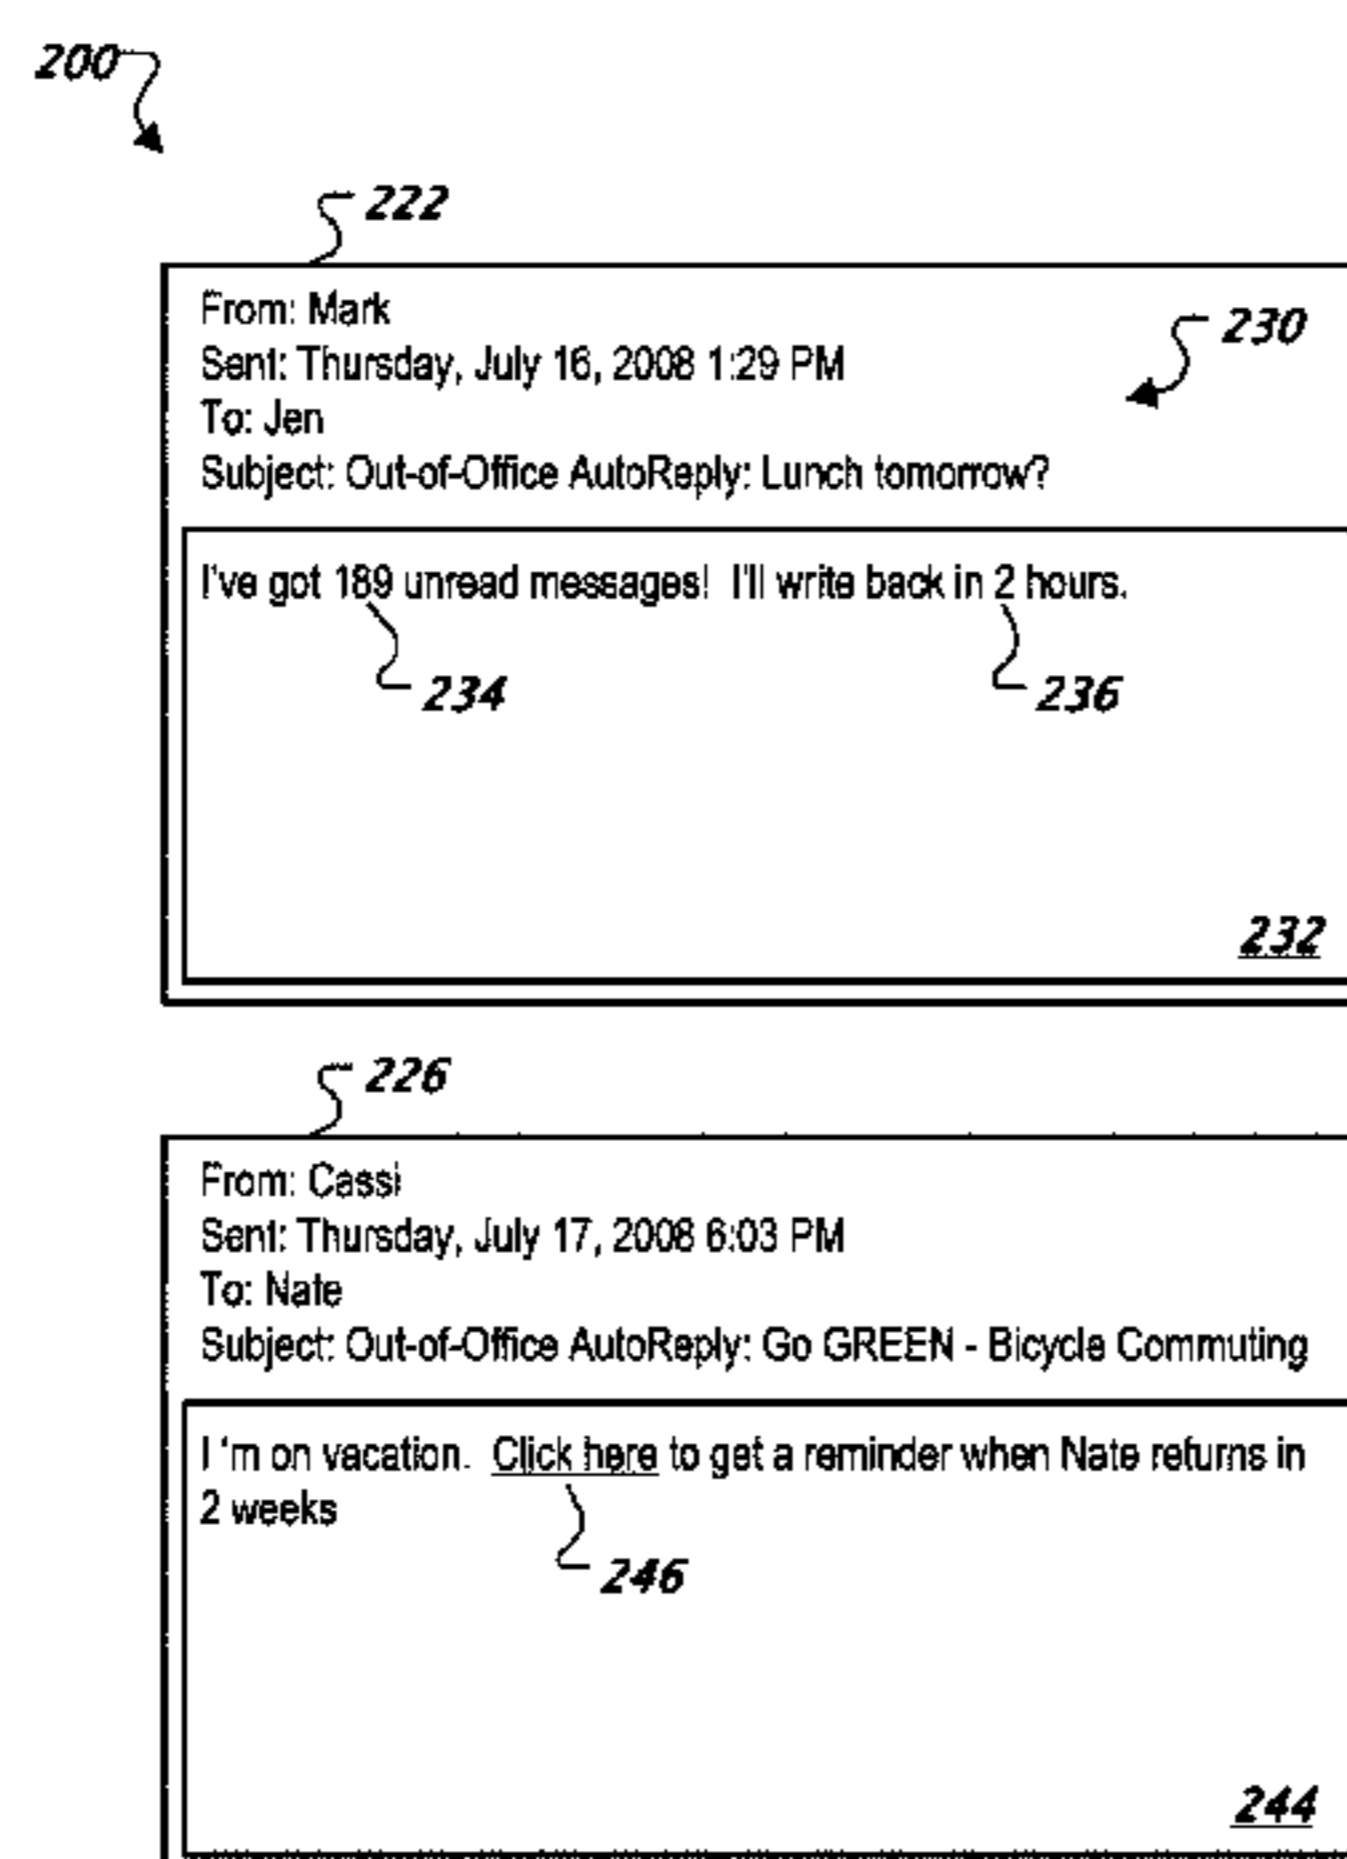 200
222
From: Mark
230
Sent: Thursday, July 16, 2008 1:29 PM
To: Jen
Subject: Out-of-Office AutoReply: Lunch tomorrow?
I've got 189 unread messages!  I'll write back in 2 hours.
234
236
232
226
From: Cassi
Sent: Thursday, July 17, 2008 6:03 PM
To: Nate
Subject: Out-of-Office AutoReply: Go GREEN - Bicycle Commuting
I 'm on vacation.  Click here to get a reminder when Nate returns in
2 weeks
246
244